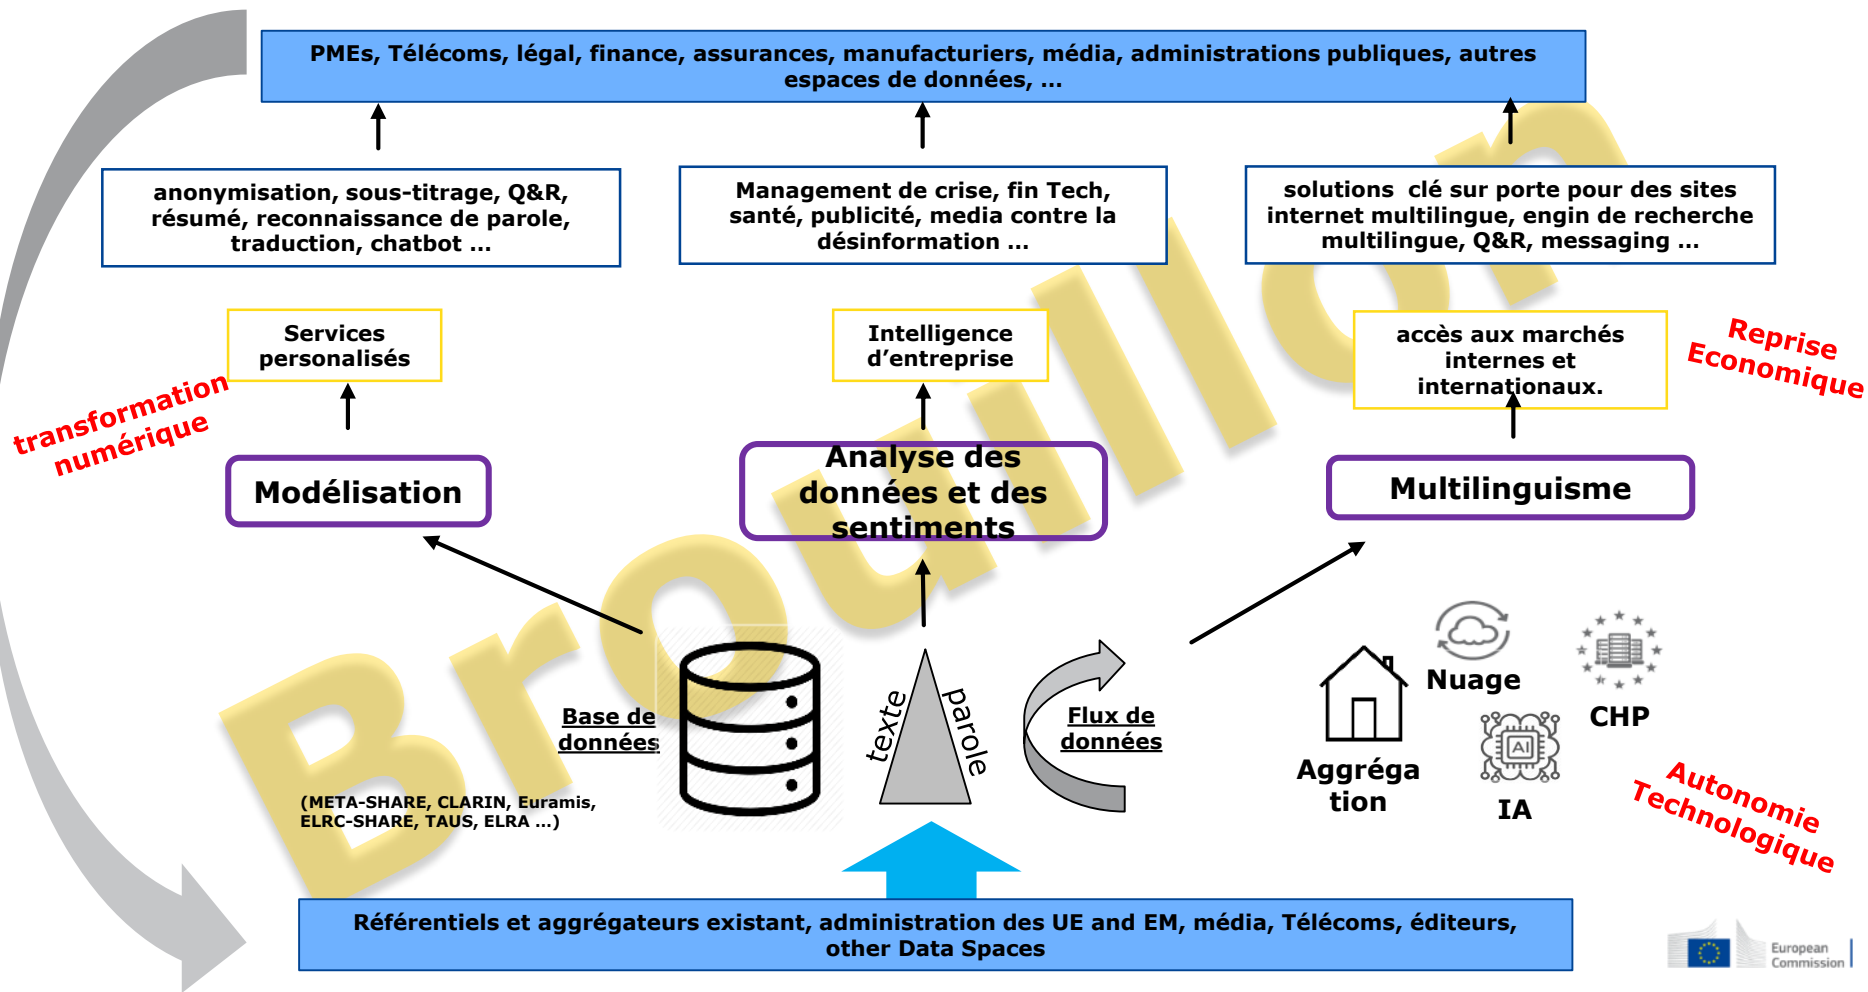 PMEs, Télécoms, légal, finance, assurances, manufacturiers, média, administrations publiques, autres
espaces de données, ...
anonymisation, sous-titrage, Q&R,
résumé, reconnaissance de parole,
traduction, chatbot ...
Management de crise, fin Tech,
santé, publicité, media contre la
désinformation ...
solutions clé sur porte pour des sites
internet multilingue, engin de recherche
multilingue, Q&R, messaging ...
Services
personalisés
Intelligence
d’entreprise
accès aux marchés
internes et
internationaux.
Reprise
Economique
transformation
numérique
Modélisation
Analyse des
données et des
sentiments
Multilinguisme
Brouillon
Base de
données
texte
parole
Flux de
données
Nuage
CHP
Aggréga
tion
AI
IA
(META-SHARE, CLARIN, Euramis,
ELRC-SHARE, TAUS, ELRA ...)
Autonomie
Technologique
Référentiels et aggrégateurs existant, administration des UE and EM, média, Télécoms, éditeurs,
other Data Spaces
European
Commission